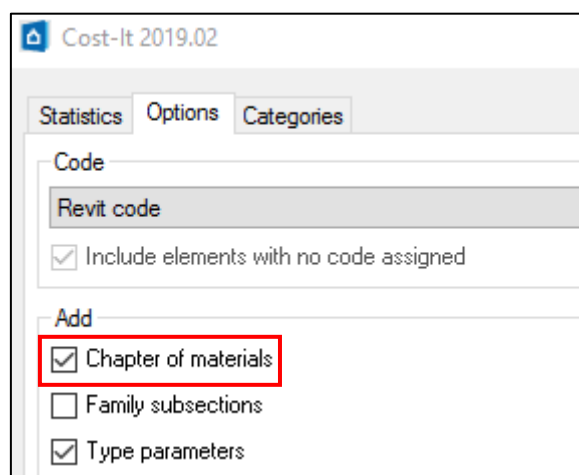 Cost-It 2019.02
Statistics Options Categories
Code
Revit code
Include elements with no code assigned
Add
Chapter of materials
Family subsections
Type parameters